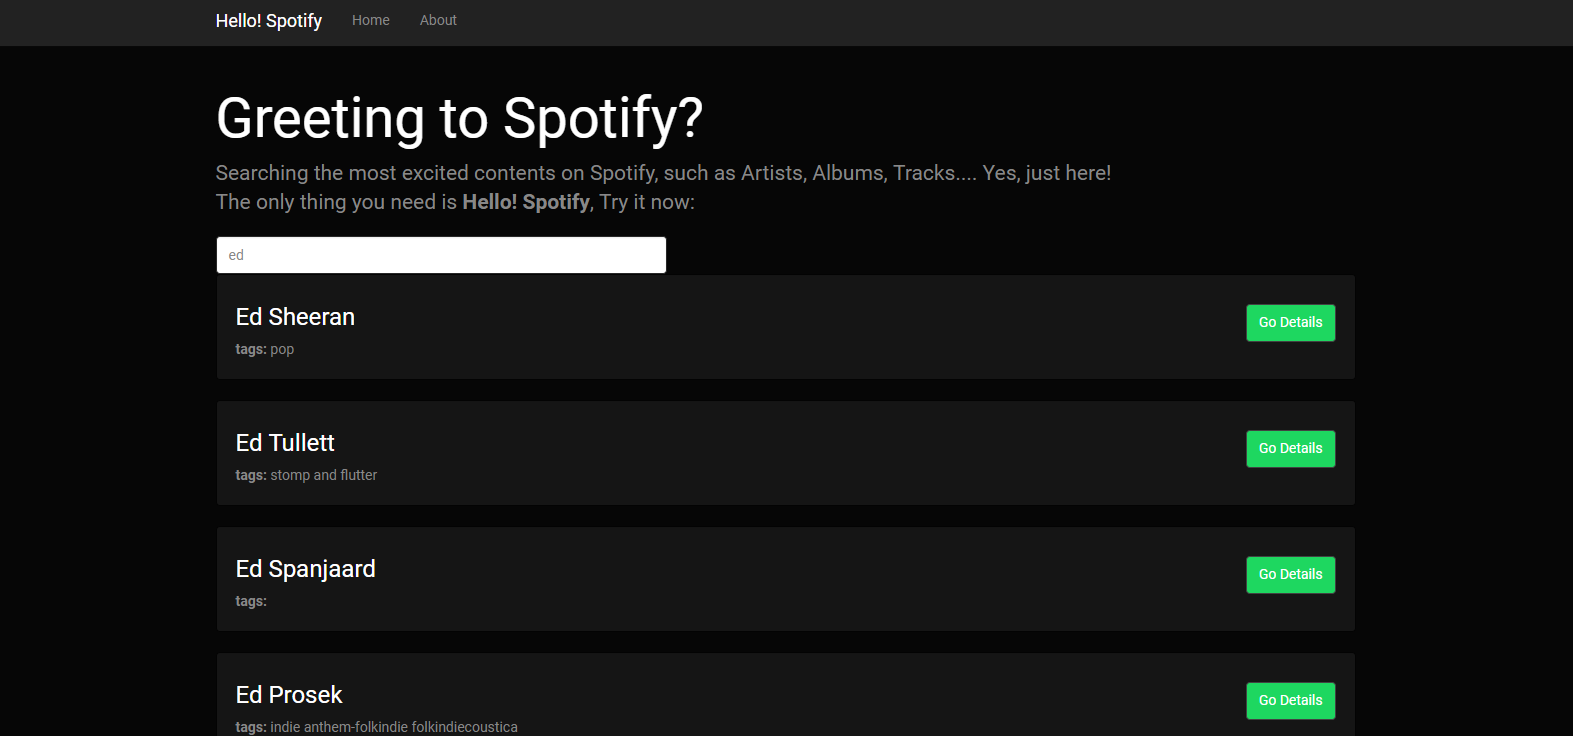 Hello! Spotify Home About
Greeting to Spotify?
Searching the most excited contents on Spotify, such as Artists, Albums, Tracks.... Yes, just here!
The only thing you need is Hello! Spotify, Try it now:
ed
Ed Sheeran
Go Details
tags: pop
Ed Tullett
Go Details
tags: stomp and flutter
Ed Spanjaard
Go Details
tags:
Ed Prosek
Go Details
tags: indie anthem-folkindie folkindiecoustica